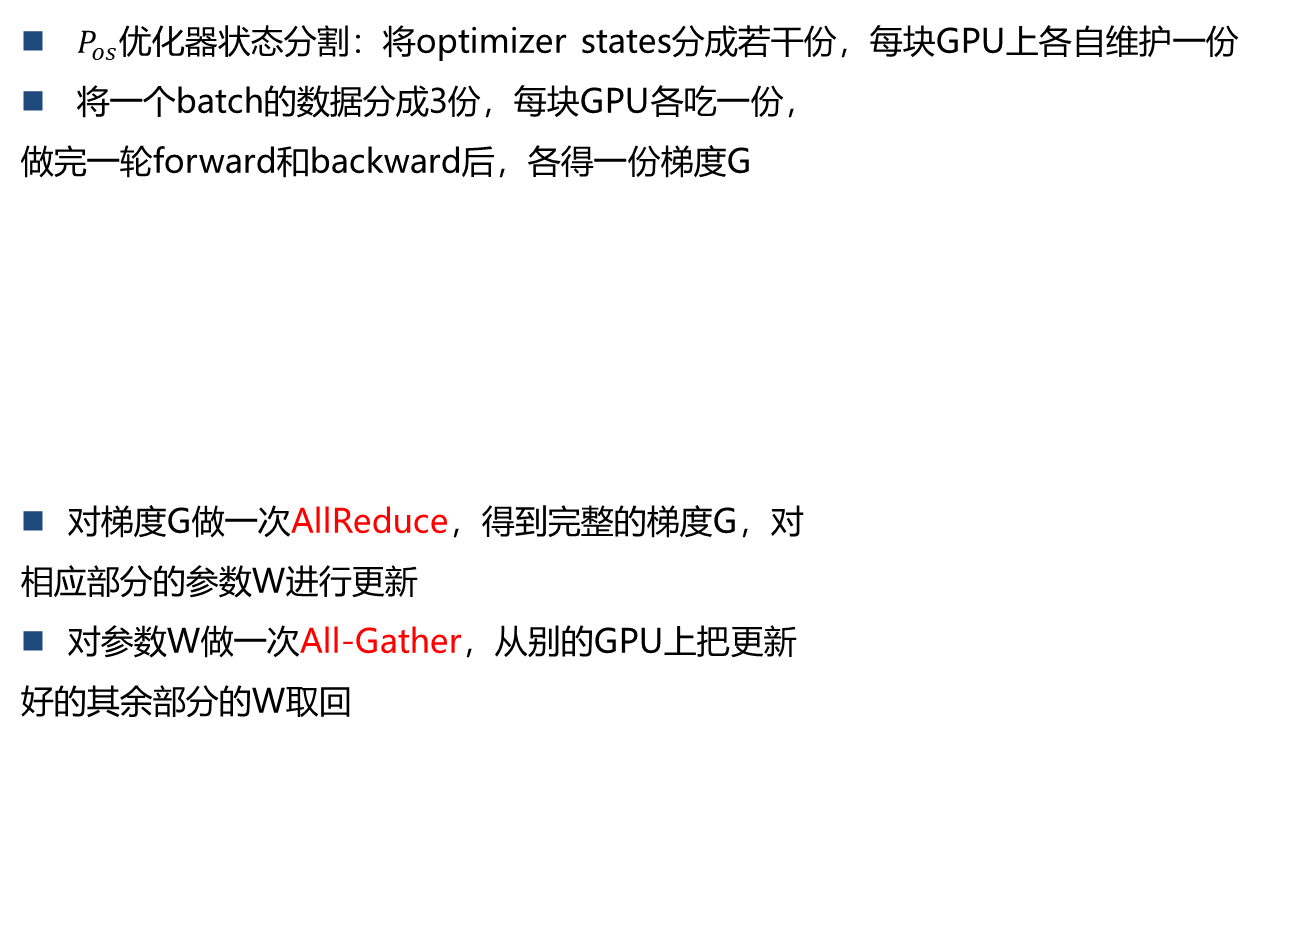 ■ P_os优化器状态分割：将optimizer states分成若干份，每块GPU上各自维护一份
■ 将一个batch的数据分成3份，每块GPU各吃一份，
做完一轮forward和backward后，各得一份梯度G
■ 对梯度G做一次AllReduce，得到完整的梯度G，对
相应部分的参数W进行更新
■ 对参数W做一次All-Gather，从别的GPU上把更新
好的其余部分的W取回